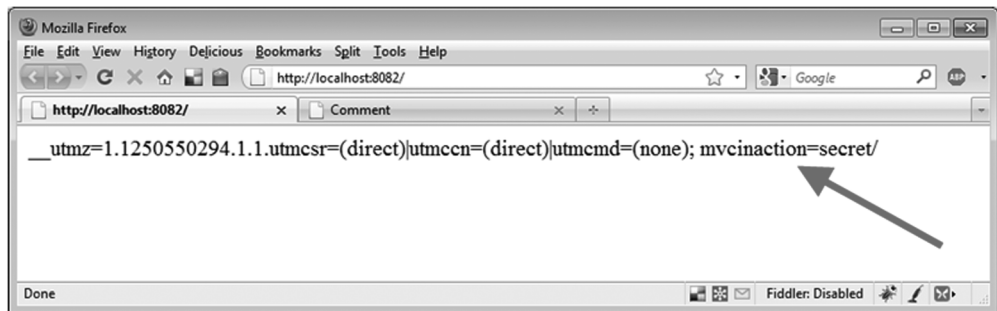 Mozilla Firefox
File Edit View History Delicious Bookmarks Split Tools Help
http://localhost:8082/ Google ABP
http://localhost:8082/ Comment
__utmz=1.1250550294.1.1.utmcsr=(direct)|utmccn=(direct)|utmcmd=(none); mvcinaction=secret/
Done Fiddler: Disabled